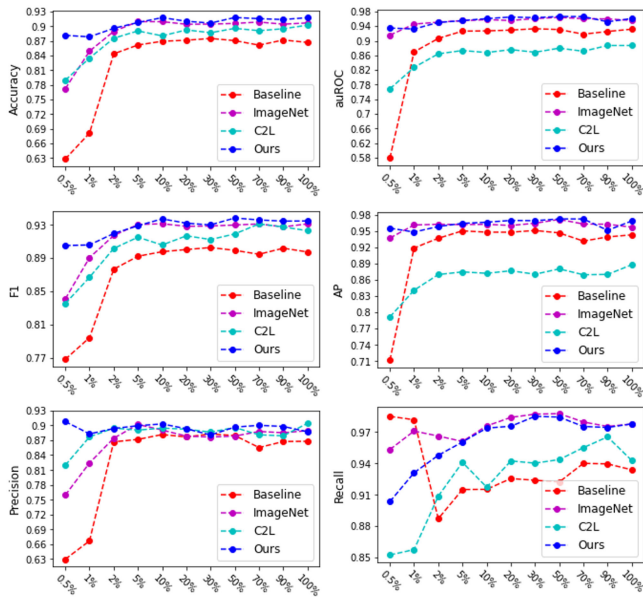 Accuracy
0.92
0.9
0.87
0.84
0.81
0.78
0.75
0.72
0.69
0.66
0.63
0.5% 1% 2% 5% 10% 20% 30% 50% 70% 90% 100%
Baseline
ImageNet
C2L
Ours
auROC
0.98
0.94
0.9
0.86
0.82
0.78
0.74
0.7
0.66
0.62
0.58
0.5% 1% 2% 5% 10% 20% 30% 50% 70% 90% 100%
Baseline
ImageNet
C2L
Ours
F1
0.93
0.89
0.85
0.81
0.77
0.5% 1% 2% 5% 10% 20% 30% 50% 70% 90% 100%
Baseline
ImageNet
C2L
Ours
AP
0.98
0.95
0.92
0.89
0.86
0.83
0.8
0.77
0.74
0.71
0.5% 1% 2% 5% 10% 20% 30% 50% 70% 90% 100%
Baseline
ImageNet
C2L
Ours
Precision
0.93
0.9
0.87
0.84
0.81
0.78
0.75
0.72
0.69
0.66
0.63
0.5% 1% 2% 5% 10% 20% 30% 50% 70% 90% 100%
Baseline
ImageNet
C2L
Ours
Recall
0.97
0.94
0.91
0.88
0.85
0.5% 1% 2% 5% 10% 20% 30% 50% 70% 90% 100%
Baseline
ImageNet
C2L
Ours